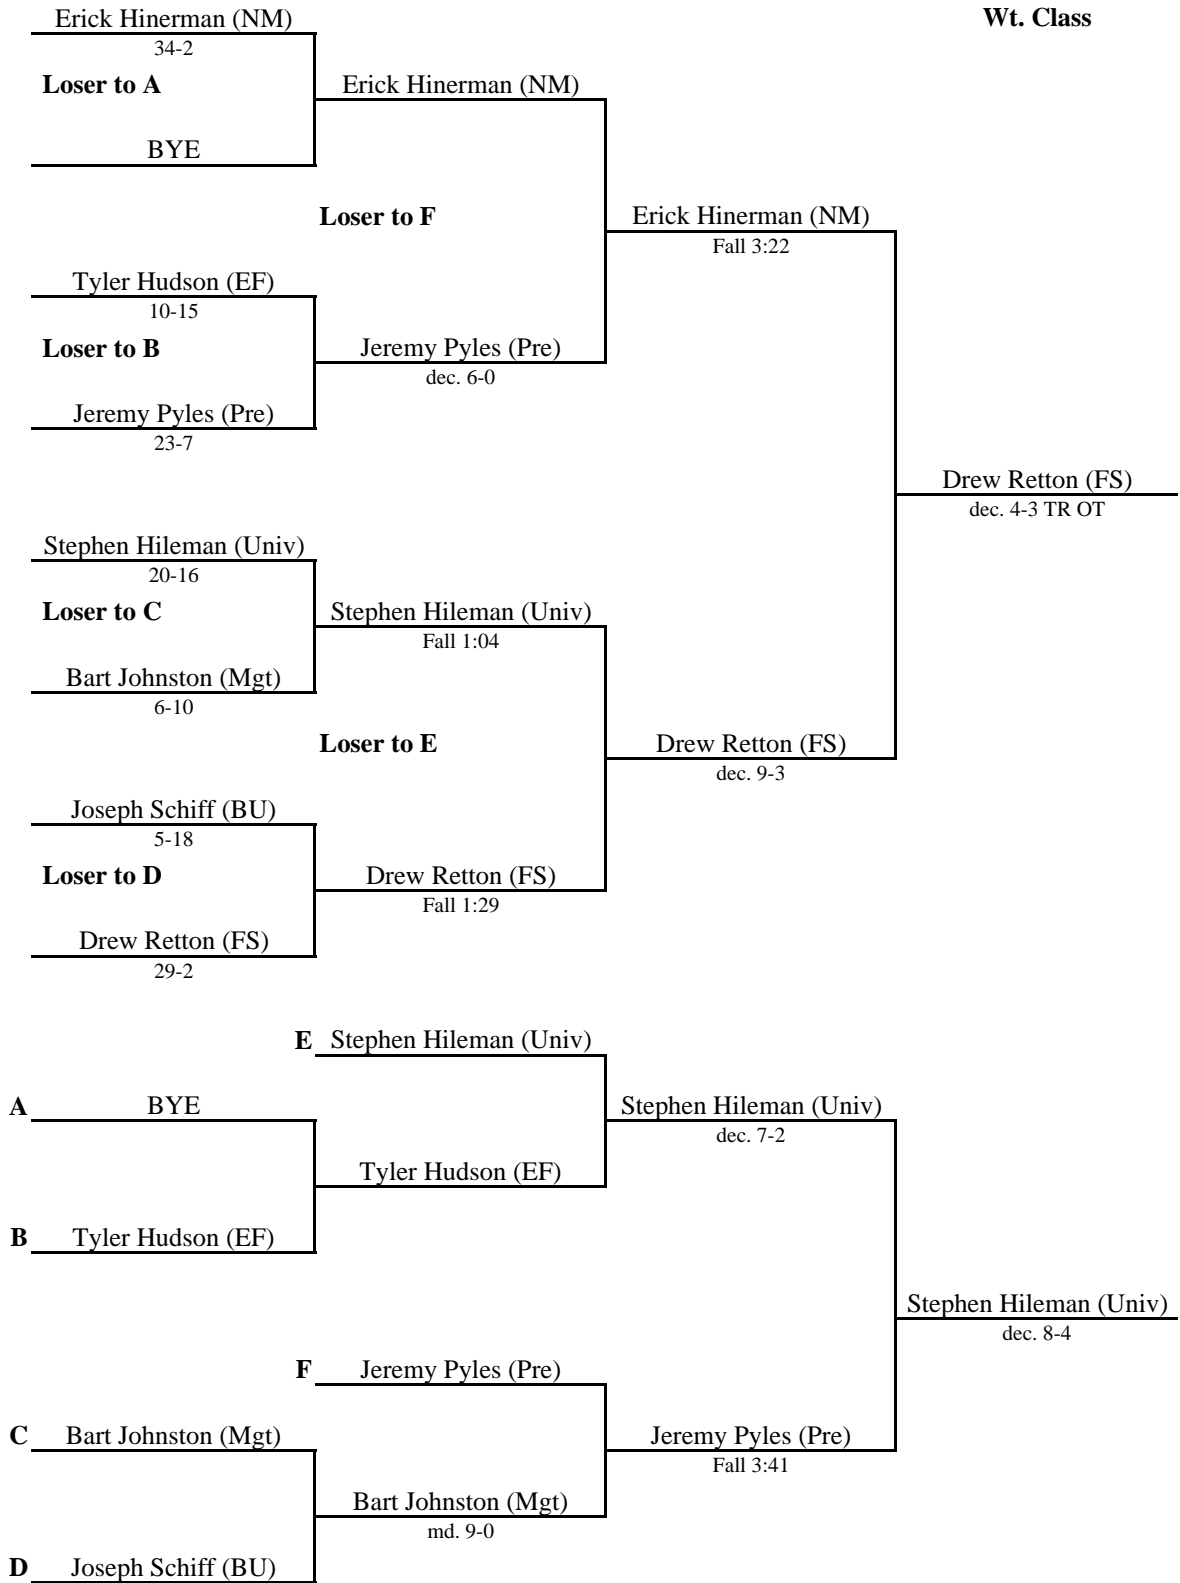 Erick Hinerman (NM)
Wt. Class
34-2
Loser to A
Erick Hinerman (NM)
BYE
Loser to F
Erick Hinerman (NM)
Fall 3:22
Tyler Hudson (EF)
10-15
Loser to B
Jeremy Pyles (Pre)
dec. 6-0
Jeremy Pyles (Pre)
23-7
Drew Retton (FS)
dec. 4-3 TR OT
Stephen Hileman (Univ)
20-16
Loser to C
Stephen Hileman (Univ)
Fall 1:04
Bart Johnston (Mgt)
6-10
Loser to E
Drew Retton (FS)
dec. 9-3
Joseph Schiff (BU)
5-18
Loser to D
Drew Retton (FS)
Fall 1:29
Drew Retton (FS)
29-2
E Stephen Hileman (Univ)
A BYE
Stephen Hileman (Univ)
dec. 7-2
Tyler Hudson (EF)
B Tyler Hudson (EF)
Stephen Hileman (Univ)
dec. 8-4
F Jeremy Pyles (Pre)
C Bart Johnston (Mgt)
Jeremy Pyles (Pre)
Fall 3:41
Bart Johnston (Mgt)
md. 9-0
D Joseph Schiff (BU)